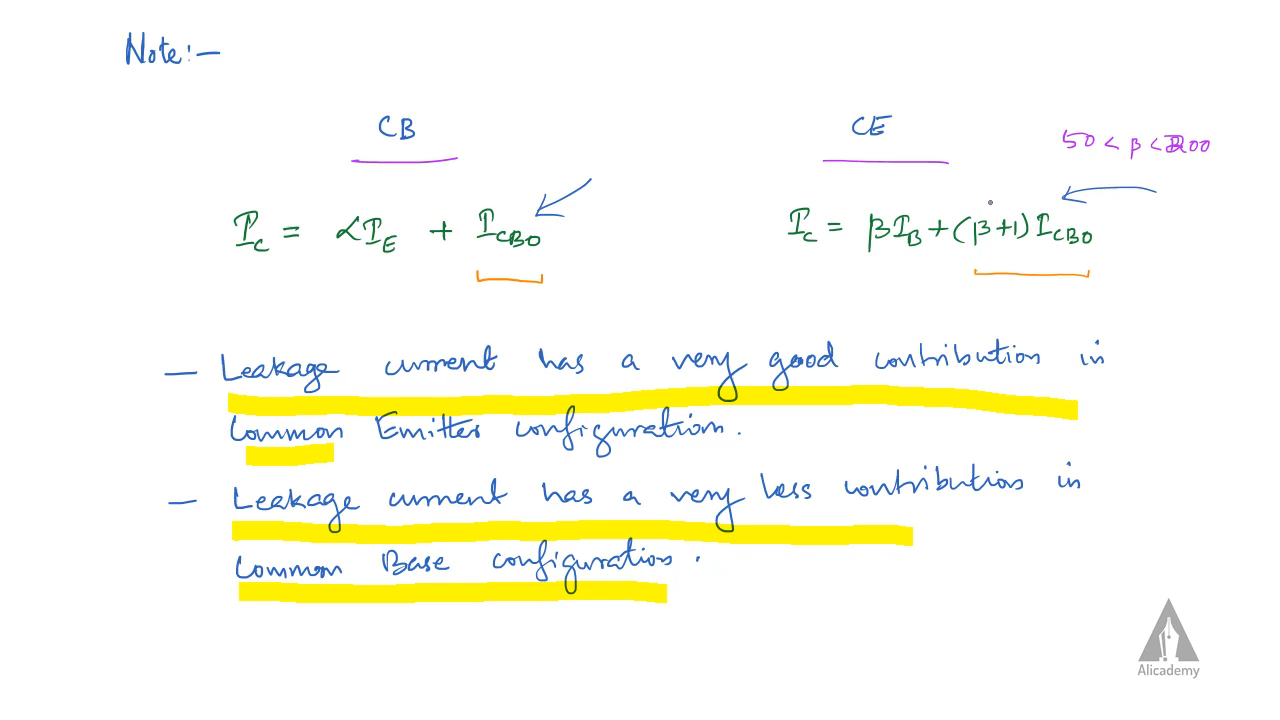 Note:-
CB
CE
50 < β < 200
I_C = αI_E + I_CBO
I_C = βI_B + (β+1) I_CBO
- Leakage current has a very good contribution in
Common Emitter configuration.
- Leakage current has a very less contribution in
Common Base configuration.
Alicademy